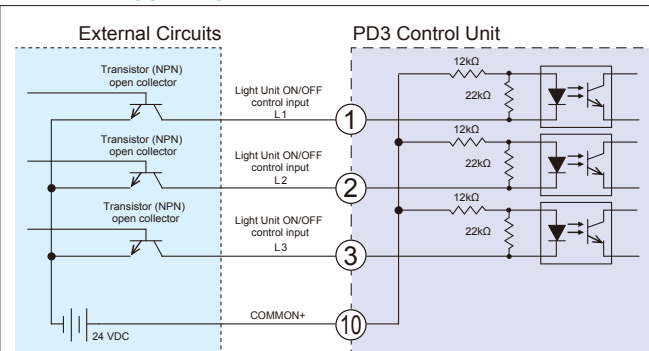 External Circuits
PD3 Control Unit
Transistor (NPN)
open collector
Light Unit ON/OFF
control input
L1
1
12kΩ
22kΩ
Transistor (NPN)
open collector
Light Unit ON/OFF
control input
L2
2
12kΩ
22kΩ
Transistor (NPN)
open collector
Light Unit ON/OFF
control input
L3
3
12kΩ
22kΩ
24 VDC
COMMON+
10